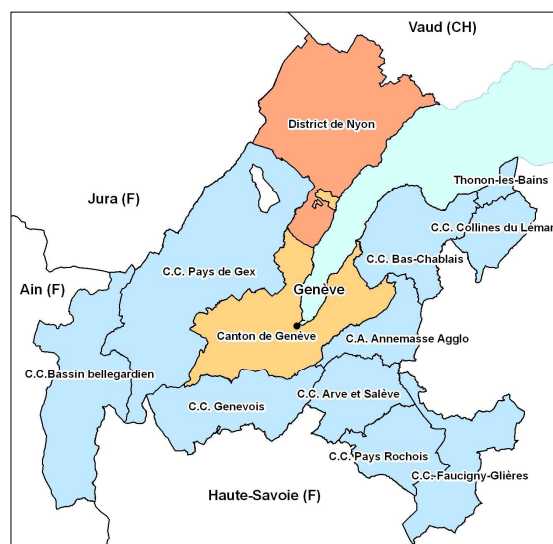 Vaud (CH)
District de Nyon
Thonon-les-Bains
Jura (F)
C.C. Collines du Léman
C.C. Bas-Chablais
C.C. Pays de Gex
Ain (F)
Genève
Canton de Genève
C.A. Annemasse Agglo
C.C.Bassin bellegardien
C.C. Arve et Salève
C.C. Genevois
C.C. Pays Rochois
C.C.-Faucigny-Glières
Haute-Savoie (F)